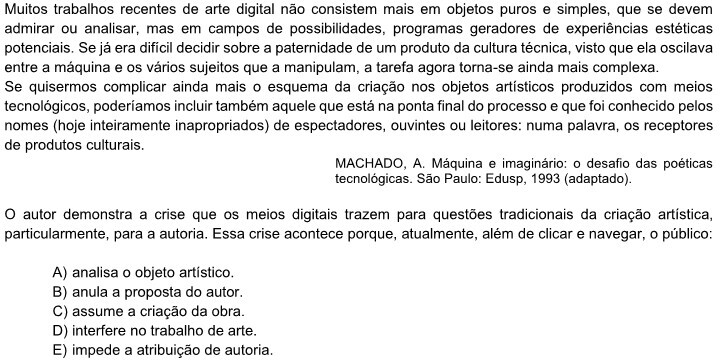 Muitos trabalhos recentes de arte digital não consistem mais em objetos puros e simples, que se devem
admirar ou analisar, mas em campos de possibilidades, programas geradores de experiências estéticas
potenciais. Se já era difícil decidir sobre a paternidade de um produto da cultura técnica, visto que ela oscilava
entre a máquina e os vários sujeitos que a manipulam, a tarefa agora torna-se ainda mais complexa.
Se quisermos complicar ainda mais o esquema da criação nos objetos artísticos produzidos com meios
tecnológicos, poderíamos incluir também aquele que está na ponta final do processo e que foi conhecido pelos
nomes (hoje inteiramente inapropriados) de espectadores, ouvintes ou leitores: numa palavra, os receptores
de produtos culturais.
MACHADO, A. Máquina e imaginário: o desafio das poéticas
tecnológicas. São Paulo: Edusp, 1993 (adaptado).
O autor demonstra a crise que os meios digitais trazem para questões tradicionais da criação artística,
particularmente, para a autoria. Essa crise acontece porque, atualmente, além de clicar e navegar, o público:
A) analisa o objeto artístico.
B) anula a proposta do autor.
C) assume a criação da obra.
D) interfere no trabalho de arte.
E) impede a atribuição de autoria.